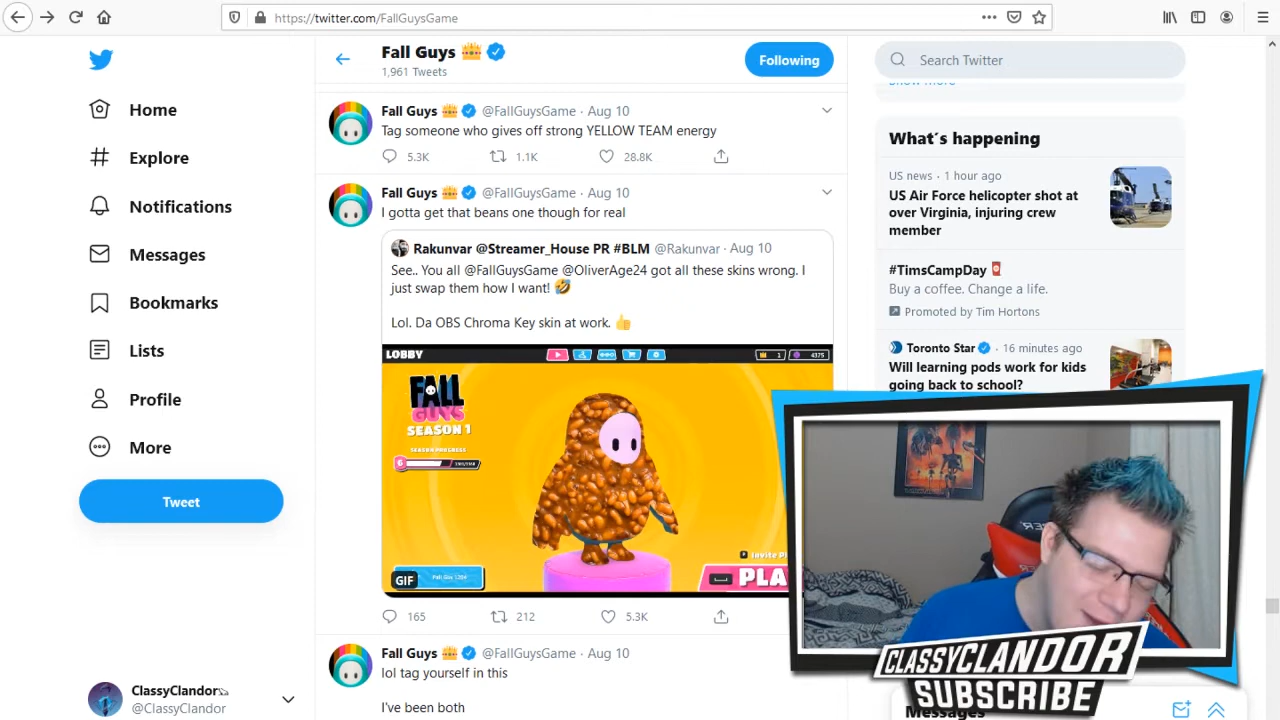 https://twitter.com/FallGuysGame
Home
Explore
Notifications
Messages
Bookmarks
Lists
Profile
More
Tweet
ClassyClandor
@ClassyClandor
Fall Guys 👑
1,961 Tweets
Following
Fall Guys 👑 @FallGuysGame · Aug 10
Tag someone who gives off strong YELLOW TEAM energy
5.3K 1.1K 28.8K
Fall Guys 👑 @FallGuysGame · Aug 10
I gotta get that beans one though for real
Rakunvar @Streamer_House PR #BLM @Rakunvar · Aug 10
See.. You all @FallGuysGame @OliverAge24 got all these skins wrong. I
just swap them how I want! 🤣
Lol. Da OBS Chroma Key skin at work. 👍
LOBBY
1 4375
FALL
GUYS
SEASON 1
SEASON PROGRESS
6
Invite P
PLA
GIF
165 212 5.3K
Fall Guys 👑 @FallGuysGame · Aug 10
lol tag yourself in this
I've been both
Search Twitter
Show more
What's happening
US news · 1 hour ago
US Air Force helicopter shot at
over Virginia, injuring crew
member
#TimsCampDay
Buy a coffee. Change a life.
Promoted by Tim Hortons
Toronto Star · 16 minutes ago
Will learning pods work for kids
going back to school?
CLASSYCLANDOR
SUBSCRIBE
Messages